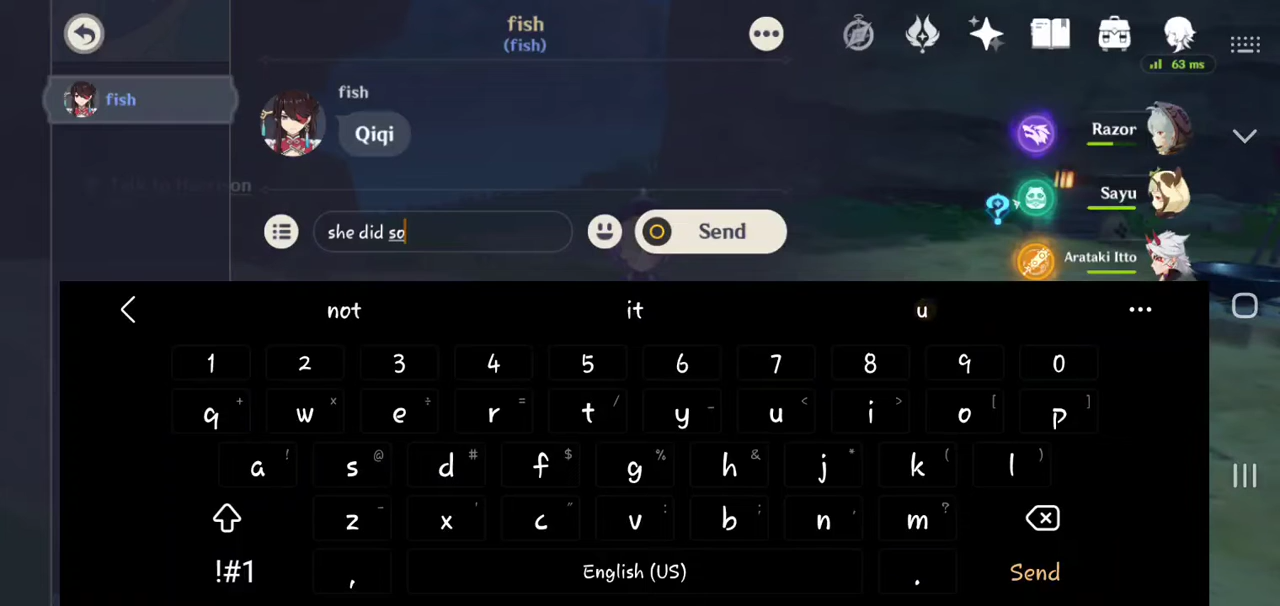 fish
(fish)
63 ms
fish
fish
Qiqi
Razor
Sayu
Arataki Itto
she did so
Send
not it u
1 2 3 4 5 6 7 8 9 0
q + w × e ÷ r = t / y _ u < i > o [ p ]
a ! s @ d # f $ g % h & j * k ( l )
z - x ' c " v : b ; n , m ?
!#1 , English (US) . Send